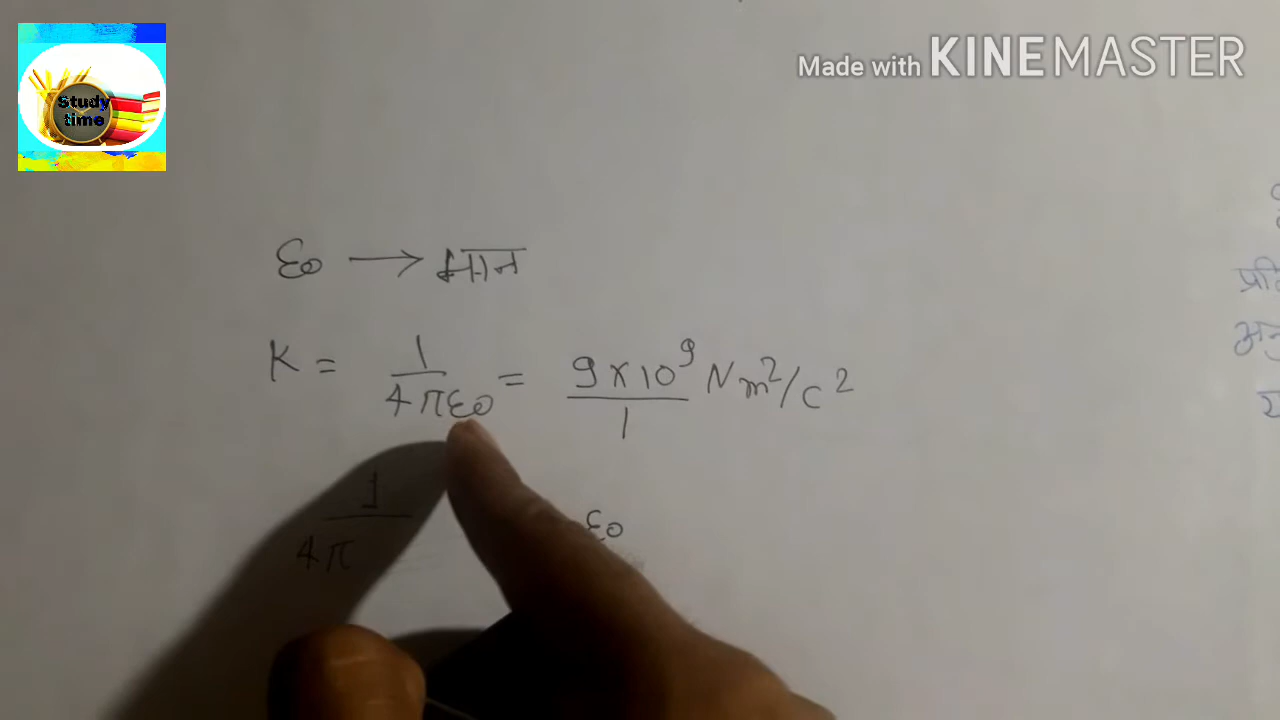 Study
time
Made with KINEMASTER
ε₀ → मान
K = 1/4πε₀ = 9×10⁹/1 Nm²/C²
1/4π ε₀